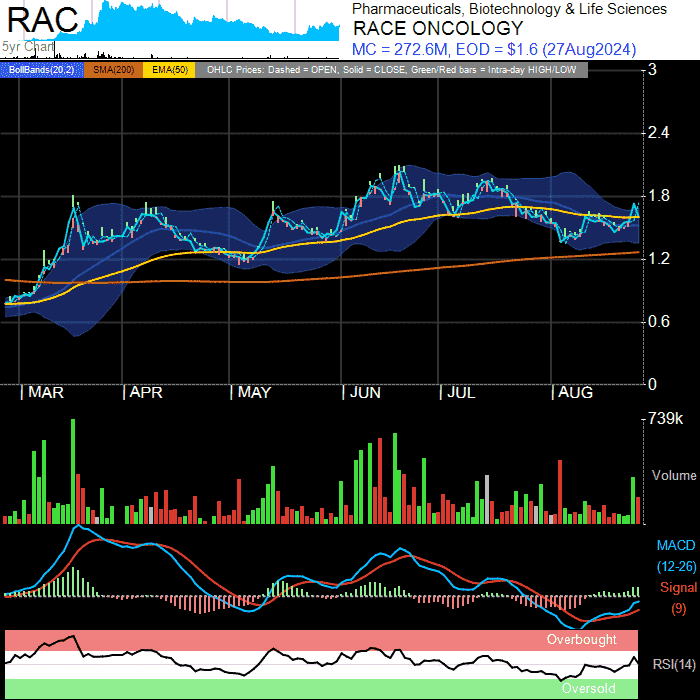 RAC
5yr Chart
Pharmaceuticals, Biotechnology & Life Sciences
RACE ONCOLOGY
MC = 272.6M, EOD = $1.6 (27Aug2024)
BollBands(20,2) SMA(200) EMA(50) OHLC Prices: Dashed = OPEN, Solid = CLOSE, Green/Red bars = Intra-day HIGH/LOW
3
2.4
1.8
1.2
0.6
0
MAR APR MAY JUN JUL AUG
739k
Volume
MACD
(12-26)
Signal
(9)
Overbought
RSI(14)
Oversold